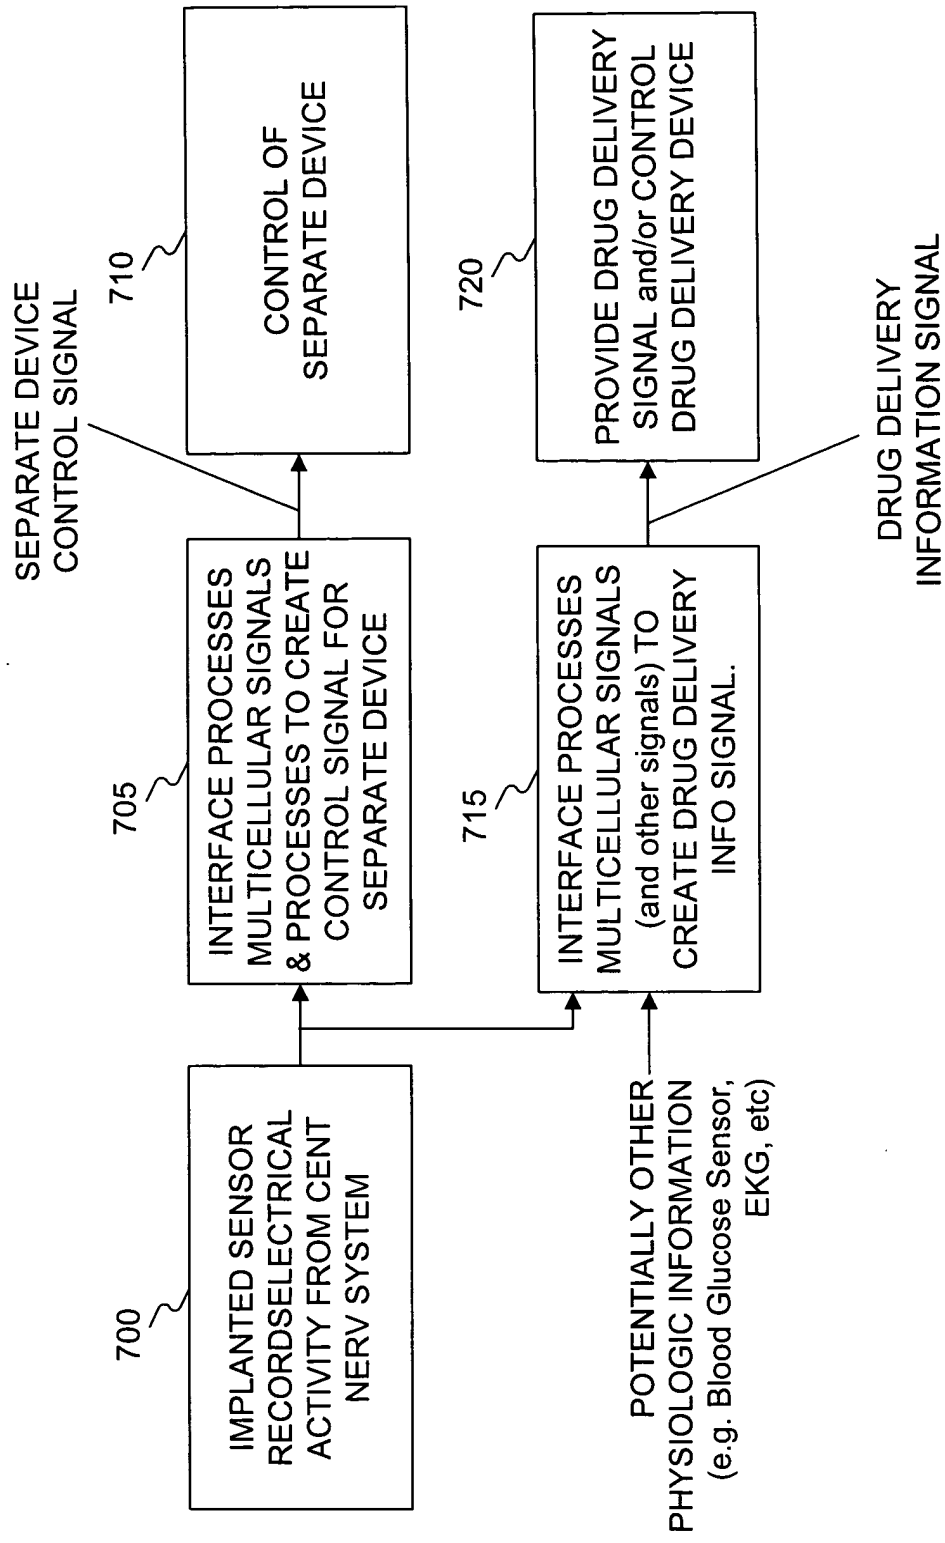 SEPARATE DEVICE
CONTROL SIGNAL
700
IMPLANTED SENSOR
RECORDSELECTRICAL
ACTIVITY FROM CENT
NERV SYSTEM
705
INTERFACE PROCESSES
MULTICELLULAR SIGNALS
& PROCESSES TO CREATE
CONTROL SIGNAL FOR
SEPARATE DEVICE
710
CONTROL OF
SEPARATE DEVICE
POTENTIALLY OTHER
PHYSIOLOGIC INFORMATION
(e.g. Blood Glucose Sensor,
EKG, etc)
715
INTERFACE PROCESSES
MULTICELLULAR SIGNALS
(and other signals) TO
CREATE DRUG DELIVERY
INFO SIGNAL.
720
PROVIDE DRUG DELIVERY
SIGNAL and/or CONTROL
DRUG DELIVERY DEVICE
DRUG DELIVERY
INFORMATION SIGNAL